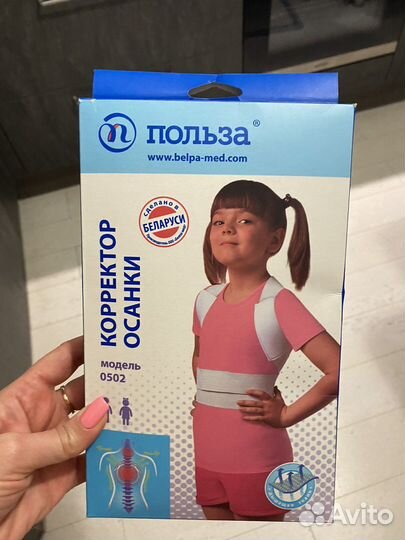 ПОЛЬЗА®
www.belpa-med.com
сделано в
БЕЛАРУСИ
КОРРЕКТОР
ОСАНКИ
модель
0502
Avito